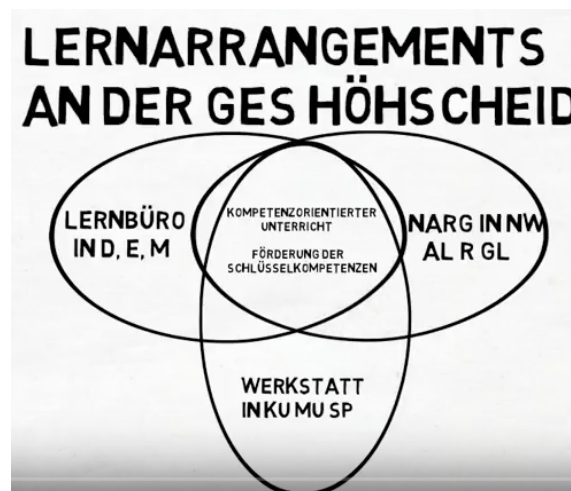 LERNARRANGEMENTS
AN DER GES HÖHSCHEID
KOMPETENZORIENTIERTER
UNTERRICHT
FÖRDERUNG DER
SCHLÜSSELKOMPETENZEN
LERNBÜRO
IN D, E, M
NARG IN NW
AL R GL
WERKSTATT
IN KU MU SP